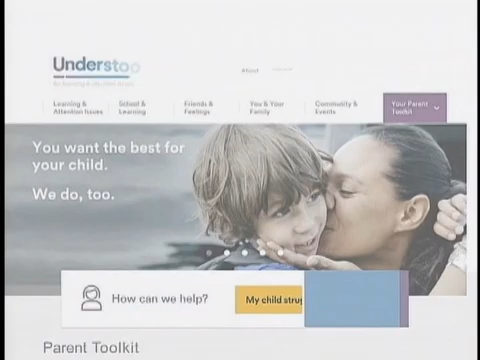 Understoo
About
Learning &
Attention Issues
School &
Learning
Friends &
Feelings
You & Your
Family
Community &
Events
Your Parent
Toolkit
You want the best for
your child.
We do, too.
How can we help?
My child strug
Parent Toolkit